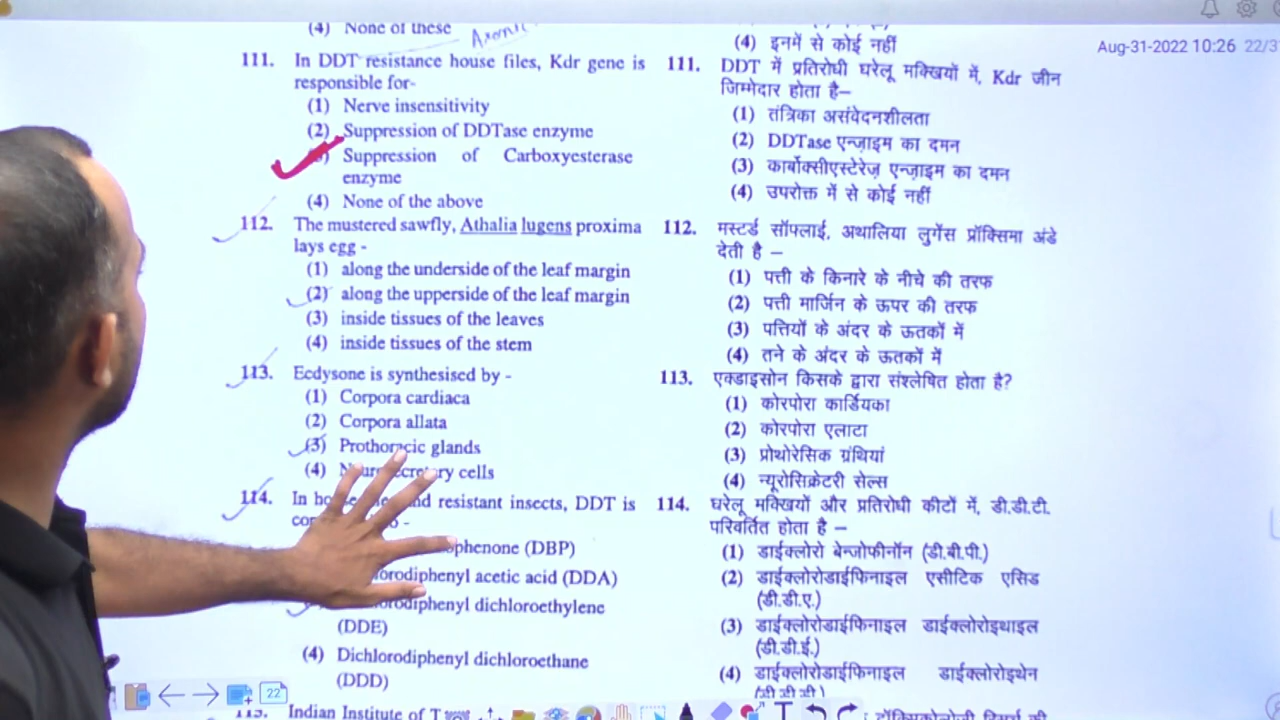 (4) None of these
Axonic
111. In DDT resistance house files, Kdr gene is
responsible for-
(1) Nerve insensitivity
(2) Suppression of DDTase enzyme
Suppression of Carboxyesterase
enzyme
(4) None of the above
112. The mustered sawfly, Athalia lugens proxima
lays egg -
(1) along the underside of the leaf margin
(2) along the upperside of the leaf margin
(3) inside tissues of the leaves
(4) inside tissues of the stem
113. Ecdysone is synthesised by -
(1) Corpora cardiaca
(2) Corpora allata
(3) Prothoracic glands
(4) cells
114. In and resistant insects, DDT is
(DBP)
acetic acid (DDA)
dichloroethylene
(DDE)
(4) Dichlorodiphenyl dichloroethane
(DDD)
Indian Institute of
(4) इनमें से कोई नहीं
111. DDT में प्रतिरोधी घरेलू मक्खियों में, Kdr जीन
जिम्मेदार होता है–
(1) तंत्रिका असंवेदनशीलता
(2) DDTase एन्ज़ाइम का दमन
(3) कार्बोक्सीएस्टेरेज़ एन्ज़ाइम का दमन
(4) उपरोक्त में से कोई नहीं
112. मस्टर्ड सॉफ्लाई, अथालिया लुगेंस प्रॉक्सिमा अंडे
देती है –
(1) पत्ती के किनारे के नीचे की तरफ
(2) पत्ती मार्जिन के ऊपर की तरफ
(3) पत्तियों के अंदर के ऊतकों में
(4) तने के अंदर के ऊतकों में
113. एक्डाइसोन किसके द्वारा संश्लेषित होता है?
(1) कोरपोरा कार्डियका
(2) कोरपोरा एलाटा
(3) प्रोथोरेसिक ग्रंथियां
(4) न्यूरोसिक्रेटरी सेल्स
114. घरेलू मक्खियों और प्रतिरोधी कीटों में, डी.डी.टी.
परिवर्तित होता है –
(1) डाईक्लोरो बेन्जोफीनॉन (डी.बी.पी.)
(2) डाईक्लोरोडाईफिनाइल एसीटिक एसिड
(डी.डी.ए.)
(3) डाईक्लोरोडाईफिनाइल डाईक्लोरोइथाइल
(डी.डी.ई.)
(4) डाईक्लोरोडाईफिनाइल डाईक्लोरोइथेन
Aug-31-2022 10:26 22/3
22